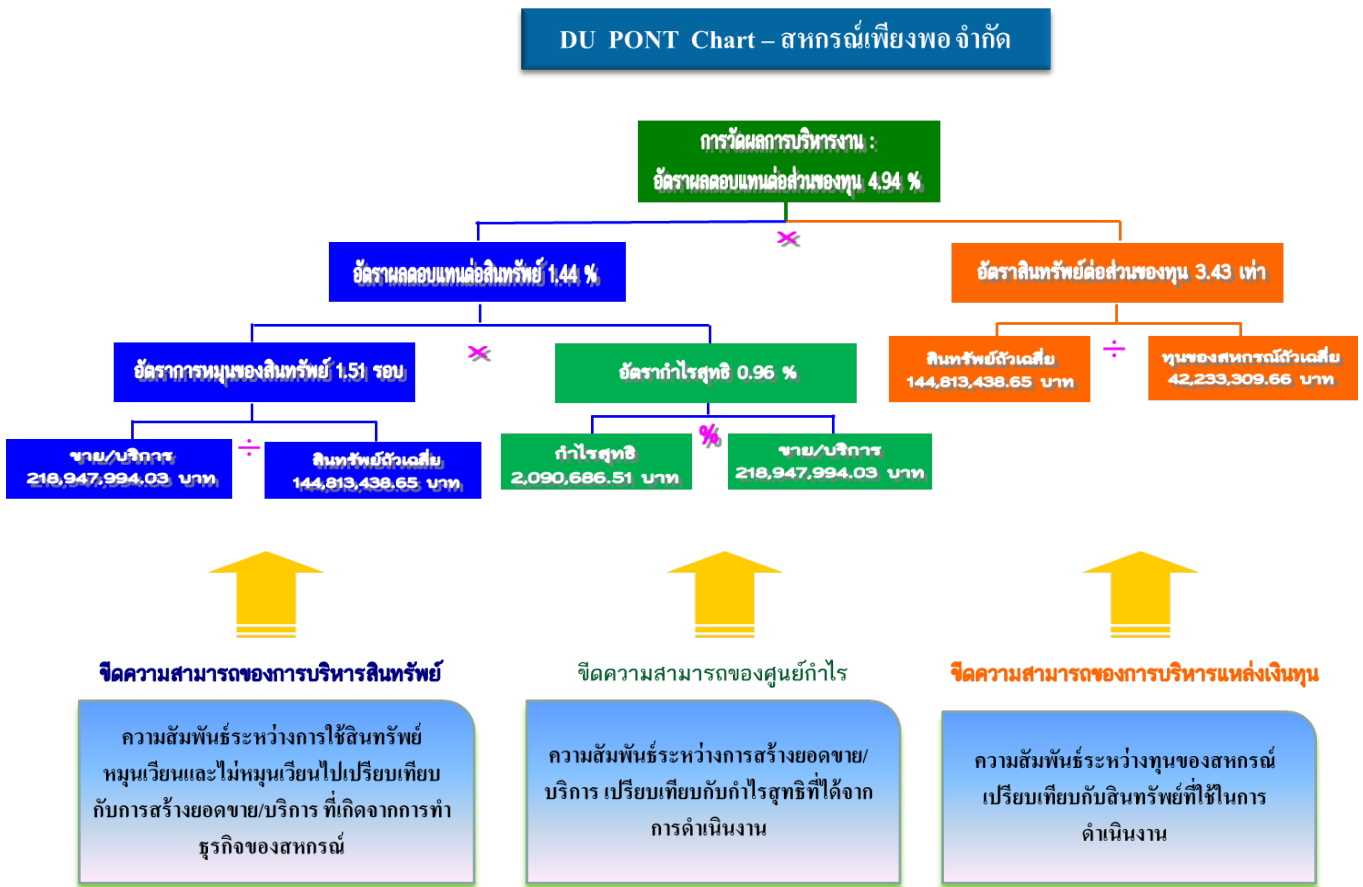 DU PONT Chart – สหกรณ์เพียงพอ จำกัด
การวัดผลการบริหารงาน :
อัตราผลตอบแทนต่อส่วนของทุน 4.94 %
×
อัตราผลตอบแทนต่อสินทรัพย์ 1.44 %
อัตราสินทรัพย์ต่อส่วนของทุน 3.43 เท่า
อัตราการหมุนของสินทรัพย์ 1.51 รอบ
×
อัตรากำไรสุทธิ 0.96 %
สินทรัพย์ถัวเฉลี่ย
144,813,438.65 บาท
÷
ทุนของสหกรณ์ถัวเฉลี่ย
42,233,309.66 บาท
ขาย/บริการ
218,947,994.03 บาท
÷
สินทรัพย์ถัวเฉลี่ย
144,813,438.65 บาท
กำไรสุทธิ
2,090,686.51 บาท
%
ขาย/บริการ
218,947,994.03 บาท
ขีดความสามารถของการบริหารสินทรัพย์
ความสัมพันธ์ระหว่างการใช้สินทรัพย์
หมุนเวียนและไม่หมุนเวียนไปเปรียบเทียบ
กับการสร้างยอดขาย/บริการ ที่เกิดจากการทำ
ธุรกิจของสหกรณ์
ขีดความสามารถของศูนย์กำไร
ความสัมพันธ์ระหว่างการสร้างยอดขาย/
บริการ เปรียบเทียบกับกำไรสุทธิที่ได้จาก
การดำเนินงาน
ขีดความสามารถของการบริหารแหล่งเงินทุน
ความสัมพันธ์ระหว่างทุนของสหกรณ์
เปรียบเทียบกับสินทรัพย์ที่ใช้ในการ
ดำเนินงาน